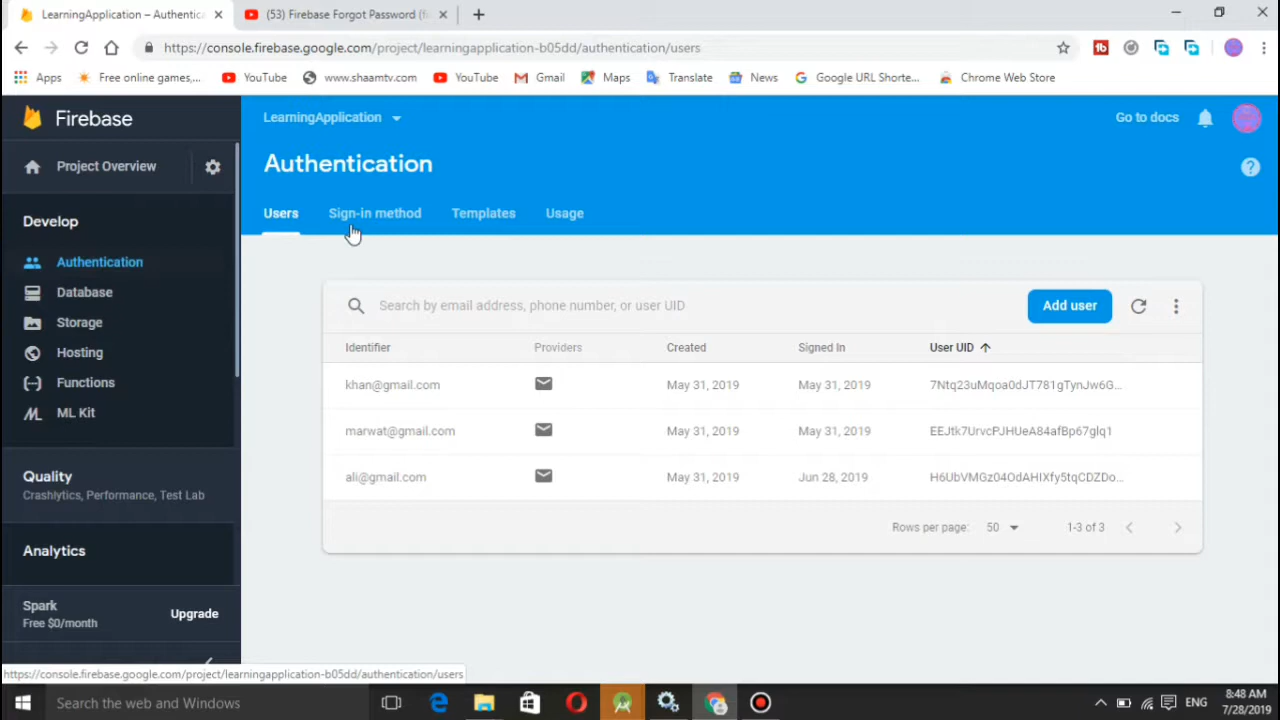 LearningApplication – Authentica
(53) Firebase Forgot Password (f
https://console.firebase.google.com/project/learningapplication-b05dd/authentication/users
Apps
Free online games,...
YouTube
www.shaamtv.com
YouTube
Gmail
Maps
Translate
News
Google URL Shorte...
Chrome Web Store
Firebase
LearningApplication
Go to docs
Project Overview
Authentication
Users
Sign-in method
Templates
Usage
Develop
Authentication
Database
Storage
Hosting
Functions
ML Kit
Quality
Crashlytics, Performance, Test Lab
Analytics
Spark
Free $0/month
Upgrade
Search by email address, phone number, or user UID
Add user
Identifier
Providers
Created
Signed In
User UID
khan@gmail.com
May 31, 2019
May 31, 2019
7Ntq23uMqoa0dJT781gTynJw6G...
marwat@gmail.com
May 31, 2019
May 31, 2019
EEJtk7UrvcPJHUeA84afBp67glq1
ali@gmail.com
May 31, 2019
Jun 28, 2019
H6UbVMGz04OdAHIXfy5tqCDZDo...
Rows per page:
50
1-3 of 3
https://console.firebase.google.com/project/learningapplication-b05dd/authentication/users
Search the web and Windows
ENG
8:48 AM
7/28/2019